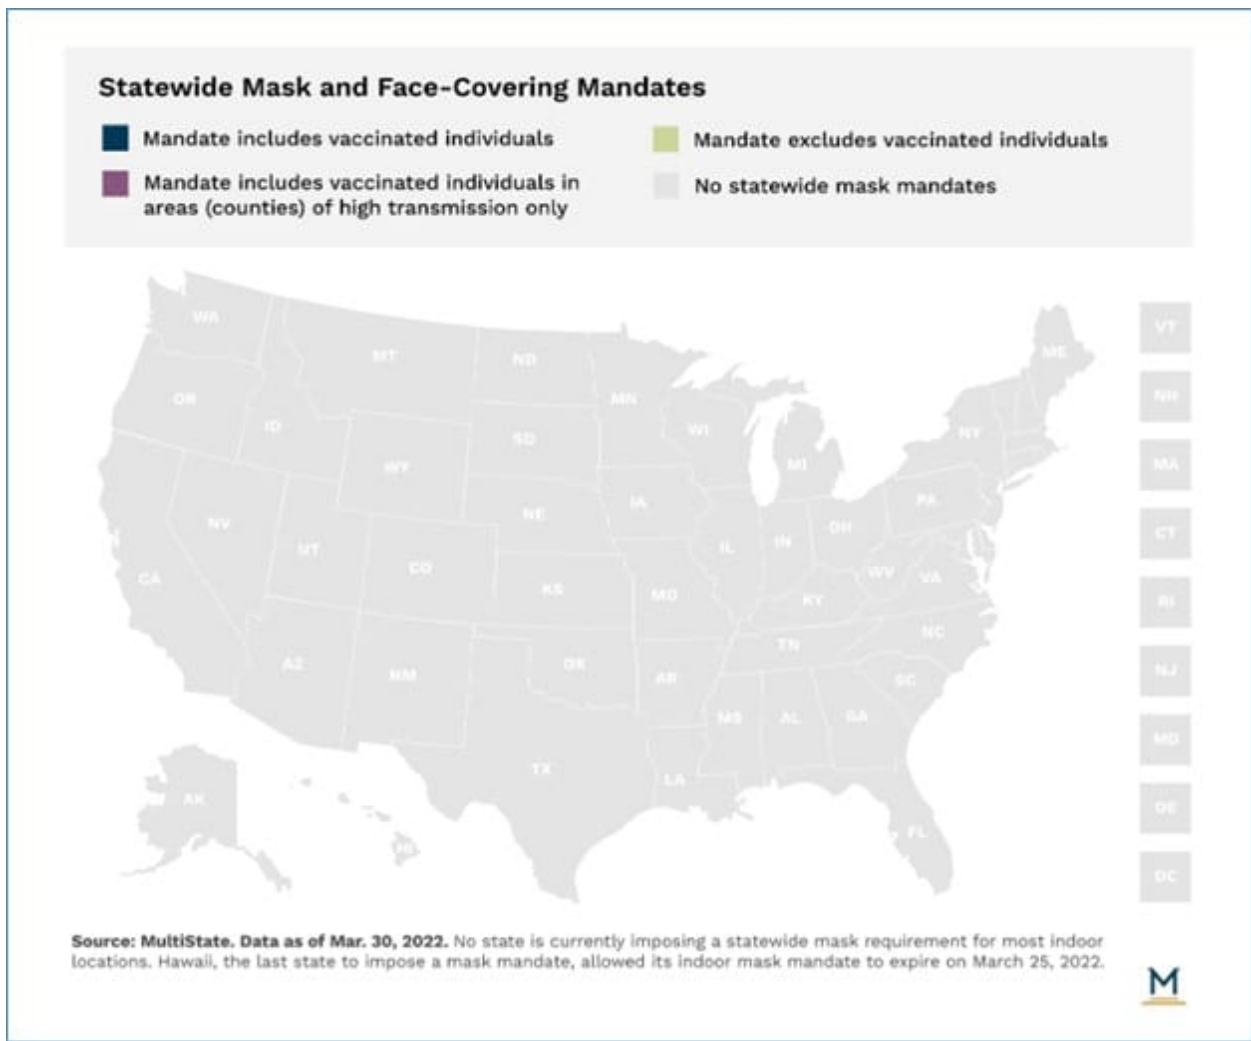 Statewide Mask and Face-Covering Mandates
Mandate includes vaccinated individuals
Mandate excludes vaccinated individuals
Mandate includes vaccinated individuals in
areas (counties) of high transmission only
No statewide mask mandates
WA
MT
ND
MN
OR
ID
SD
WI
MI
NY
ME
WY
NV
UT
CO
NE
IA
IL
IN
OH
PA
CA
KS
MO
KY
WV
VA
AZ
NM
OK
AR
TN
NC
SC
MS
AL
GA
TX
LA
FL
AK
HI
VT
NH
MA
CT
RI
NJ
MD
DE
DC
Source: MultiState. Data as of Mar. 30, 2022. No state is currently imposing a statewide mask requirement for most indoor
locations. Hawaii, the last state to impose a mask mandate, allowed its indoor mask mandate to expire on March 25, 2022.
M